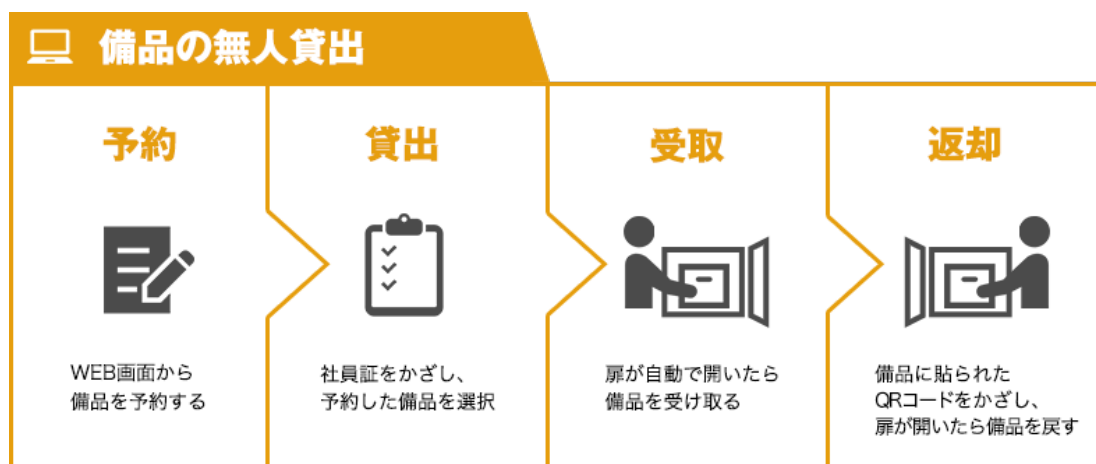 備品の無人貸出
予約
WEB画面から
備品を予約する
貸出
社員証をかざし、
予約した備品を選択
受取
扉が自動で開いたら
備品を受け取る
返却
備品に貼られた
QRコードをかざし、
扉が開いたら備品を戻す